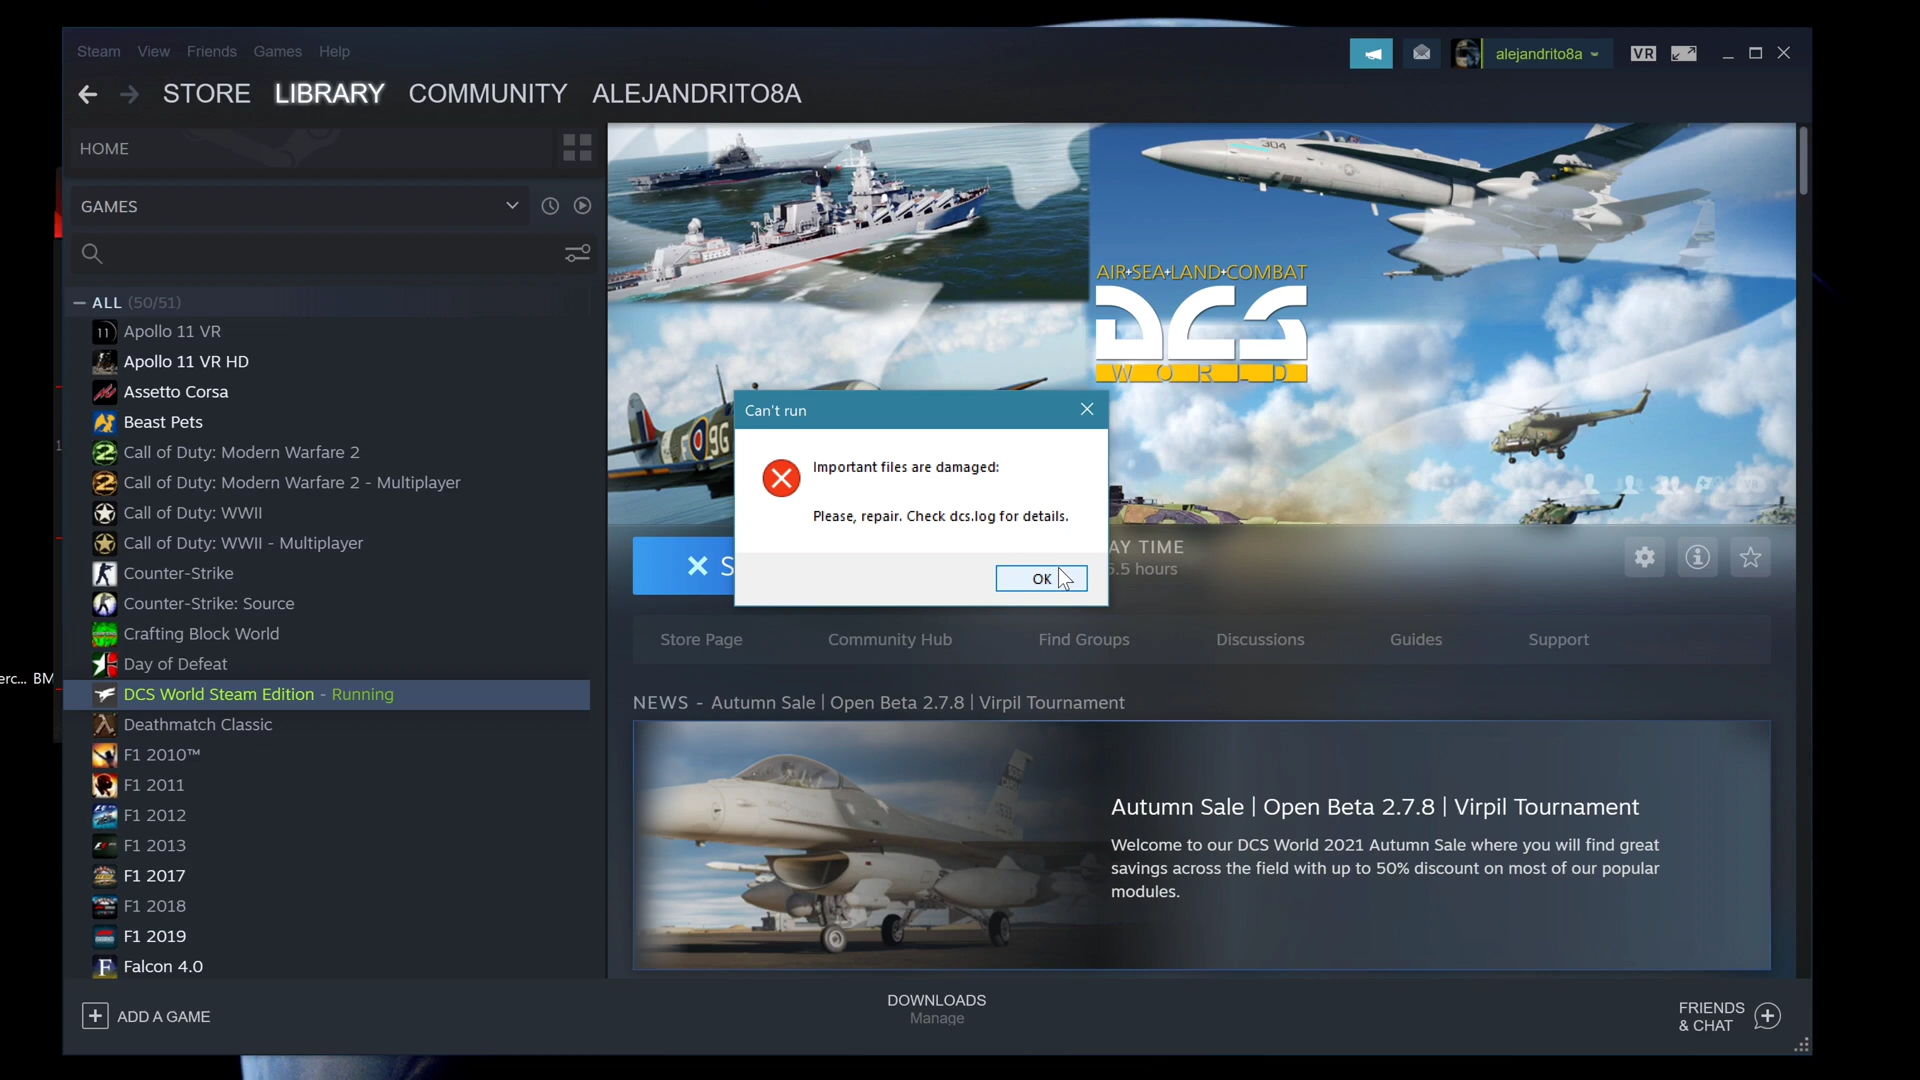 Steam View Friends Games Help
alejandrito8a
VR
STORE LIBRARY COMMUNITY ALEJANDRITO8A
HOME
GAMES
ALL (50/51)
Apollo 11 VR
Apollo 11 VR HD
Assetto Corsa
Beast Pets
Call of Duty: Modern Warfare 2
Call of Duty: Modern Warfare 2 - Multiplayer
Call of Duty: WWII
Call of Duty: WWII - Multiplayer
Counter-Strike
Counter-Strike: Source
Crafting Block World
Day of Defeat
DCS World Steam Edition - Running
Deathmatch Classic
F1 2010™
F1 2011
F1 2012
F1 2013
F1 2017
F1 2018
F1 2019
Falcon 4.0
ADD A GAME
304
AIR+SEA+LAND+COMBAT
DCS
WORLD
Can't run
Important files are damaged:
Please, repair. Check dcs.log for details.
OK
S
AY TIME
.5 hours
Store Page Community Hub Find Groups Discussions Guides Support
NEWS - Autumn Sale | Open Beta 2.7.8 | Virpil Tournament
Autumn Sale | Open Beta 2.7.8 | Virpil Tournament
Welcome to our DCS World 2021 Autumn Sale where you will find great
savings across the field with up to 50% discount on most of our popular
modules.
DOWNLOADS
Manage
FRIENDS
& CHAT
erc... BM